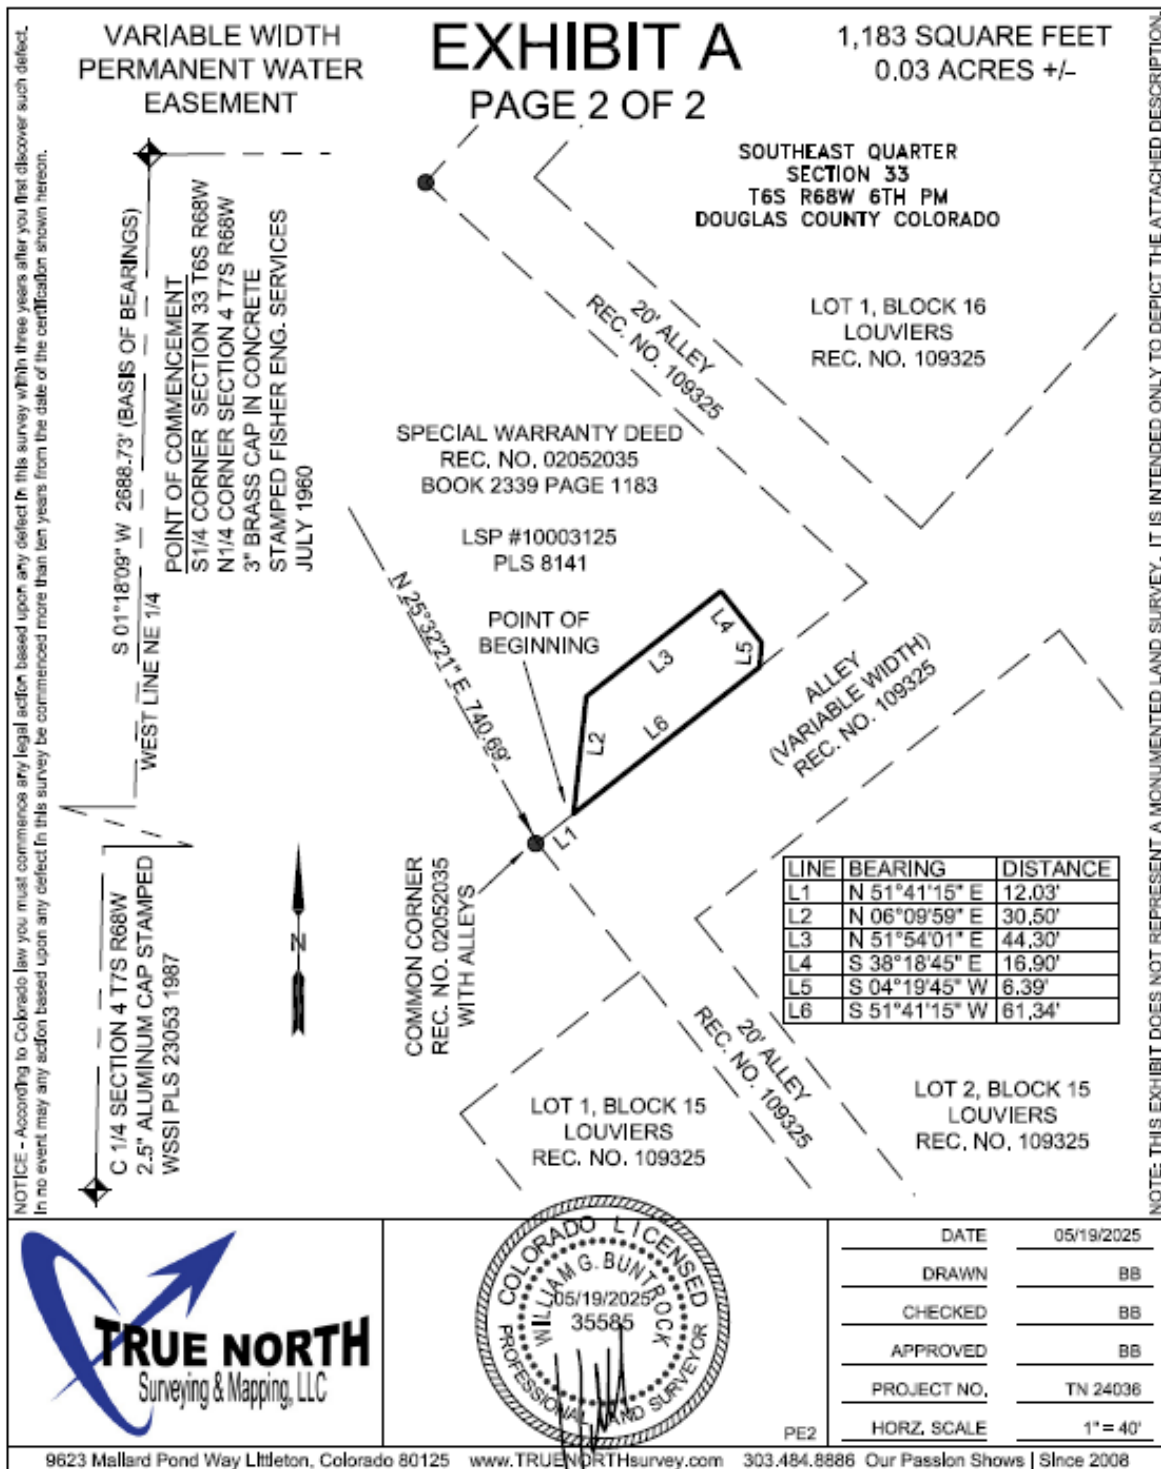 VARIABLE WIDTH
PERMANENT WATER
EASEMENT
EXHIBIT A
PAGE 2 OF 2
1,183 SQUARE FEET
0.03 ACRES +/-
SOUTHEAST QUARTER
SECTION 33
T6S R68W 6TH PM
DOUGLAS COUNTY COLORADO
NOTICE - According to Colorado law you must commence any legal action based upon any defect in this survey within three years after you first discover such defect.
In no event may any action based upon any defect in this survey be commenced more than ten years from the date of the certification shown hereon.
S 01°18'09" W 2688.73' (BASIS OF BEARINGS)
WEST LINE NE 1/4
POINT OF COMMENCEMENT
S1/4 CORNER SECTION 33 T6S R68W
N1/4 CORNER SECTION 4 T7S R68W
3" BRASS CAP IN CONCRETE
STAMPED FISHER ENG. SERVICES
JULY 1960
20' ALLEY
REC. NO. 109325
LOT 1, BLOCK 16
LOUVIERS
REC. NO. 109325
SPECIAL WARRANTY DEED
REC. NO. 02052035
BOOK 2339 PAGE 1183
LSP #10003125
PLS 8141
N 25°32'21" E 740.69'
POINT OF
BEGINNING
L1
L2
L3
L4
L5
L6
ALLEY
(VARIABLE WIDTH)
REC. NO. 109325
C 1/4 SECTION 4 T7S R68W
2.5" ALUMINUM CAP STAMPED
WSSI PLS 23053 1987
N
COMMON CORNER
REC. NO. 02052035
WITH ALLEYS
LINE BEARING DISTANCE
L1 N 51°41'15" E 12.03'
L2 N 06°09'59" E 30.50'
L3 N 51°54'01" E 44.30'
L4 S 38°18'45" E 16.90'
L5 S 04°19'45" W 6.39'
L6 S 51°41'15" W 61.34'
20' ALLEY
REC. NO. 109325
LOT 1, BLOCK 15
LOUVIERS
REC. NO. 109325
LOT 2, BLOCK 15
LOUVIERS
REC. NO. 109325
NOTE: THIS EXHIBIT DOES NOT REPRESENT A MONUMENTED LAND SURVEY. IT IS INTENDED ONLY TO DEPICT THE ATTACHED DESCRIPTION.
TRUE NORTH
Surveying & Mapping, LLC
COLORADO LICENSED
WILLIAM G. BUNTROCK
05/19/2025
35585
PROFESSIONAL LAND SURVEYOR
PE2
DATE 05/19/2025
DRAWN BB
CHECKED BB
APPROVED BB
PROJECT NO. TN 24036
HORZ. SCALE 1" = 40'
9623 Mallard Pond Way Littleton, Colorado 80125 www.TRUENORTHsurvey.com 303.484.8886 Our Passion Shows | Since 2008